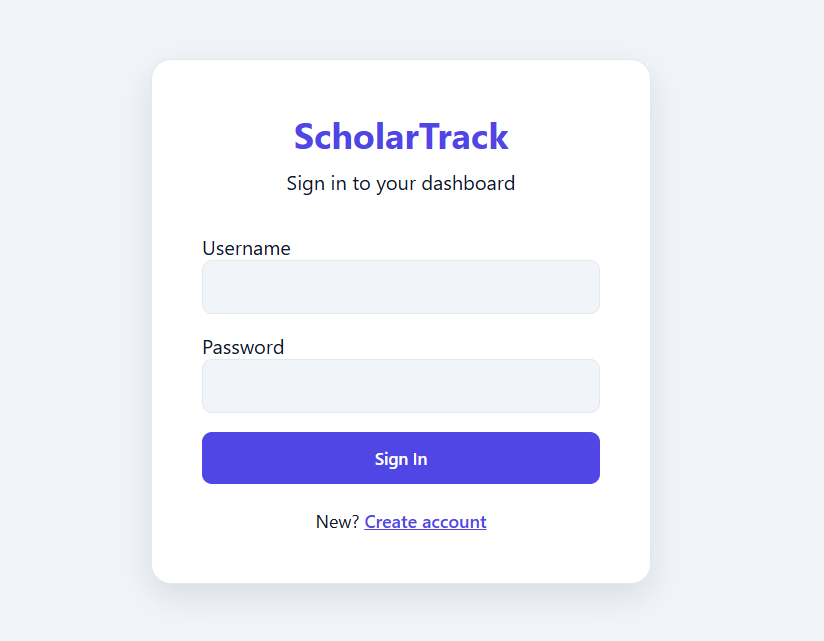 ScholarTrack
Sign in to your dashboard
Username
Password
Sign In
New? Create account